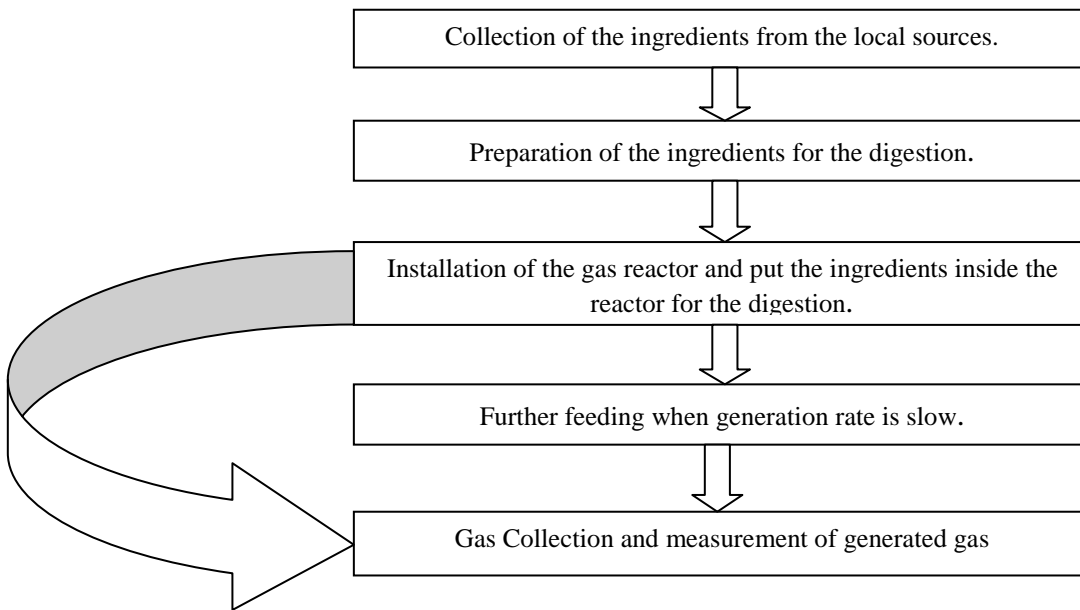 Collection of the ingredients from the local sources.
Preparation of the ingredients for the digestion.
Installation of the gas reactor and put the ingredients inside the
reactor for the digestion.
Further feeding when generation rate is slow.
Gas Collection and measurement of generated gas